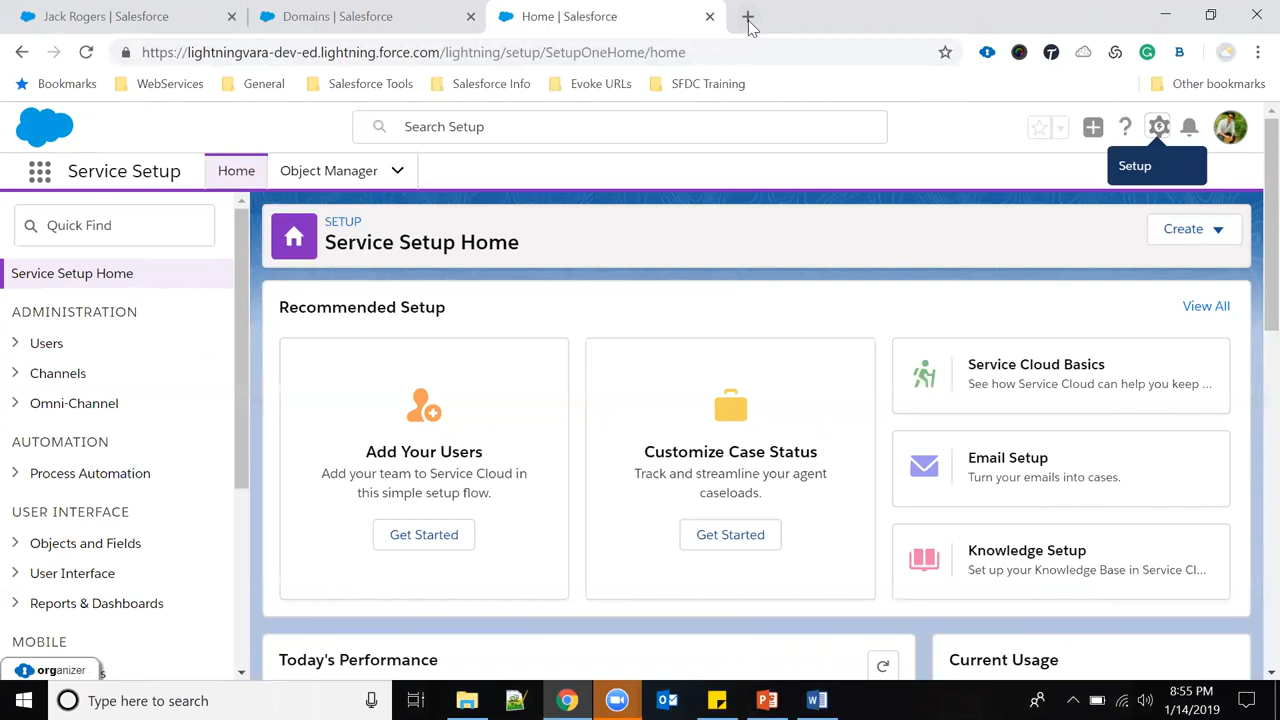 Jack Rogers | Salesforce
Domains | Salesforce
Home | Salesforce
https://lightningvara-dev-ed.lightning.force.com/lightning/setup/SetupOneHome/home
Bookmarks
WebServices
General
Salesforce Tools
Salesforce Info
Evoke URLs
SFDC Training
Other bookmarks
Search Setup
Setup
Service Setup
Home
Object Manager
Quick Find
SETUP
Service Setup Home
Create
Service Setup Home
ADMINISTRATION
Users
Channels
Omni-Channel
AUTOMATION
Process Automation
USER INTERFACE
Objects and Fields
User Interface
Reports & Dashboards
MOBILE
organizer
Recommended Setup
View All
Add Your Users
Add your team to Service Cloud in
this simple setup flow.
Get Started
Customize Case Status
Track and streamline your agent
caseloads.
Get Started
Service Cloud Basics
See how Service Cloud can help you keep ...
Email Setup
Turn your emails into cases.
Knowledge Setup
Set up your Knowledge Base in Service Cl...
Today's Performance
Current Usage
Type here to search
8:55 PM
1/14/2019